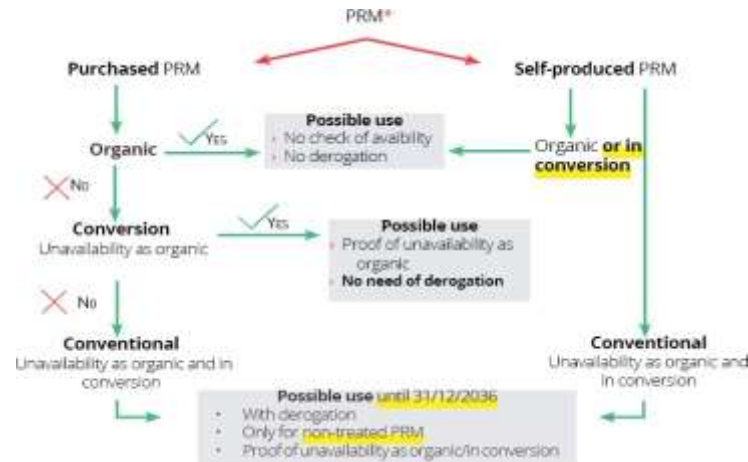 PRM*
Purchased PRM
Self-produced PRM
Possible use
No check of avaibility
No derogation
YES
Organic
Organic or in
conversion
No
Conversion
Unavailability as organic
YES
Possible use
Proof of unavailability as
organic
No need of derogation
No
Conventional
Unavailability as organic and in
conversion
Conventional
Unavailability as organic and
in conversion
Possible use until 31/12/2036
• With derogation
• Only for non-treated PRM
• Proof of unavailability as organic/in conversion